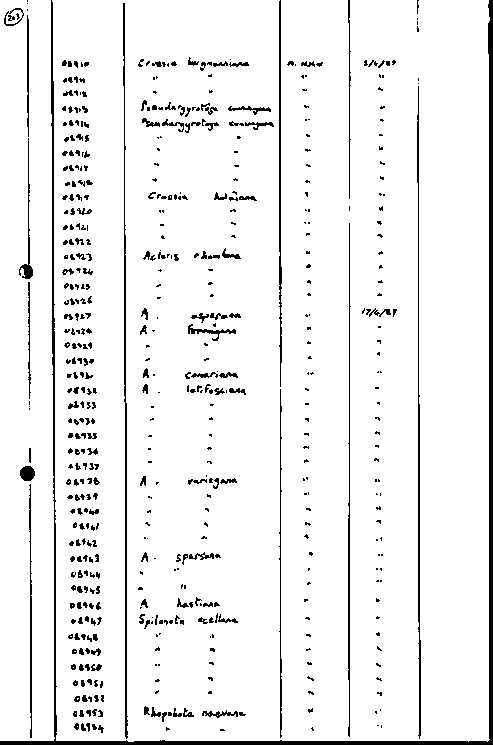 203
08910 Croesia bergmanniana 2/6/87
08911 " " " "
08912 " " " "
08913 Pseudargyrotoza conwagana " "
08914 Pseudargyrotoza conwagana " "
08915 " " " "
08916 " " " "
08917 " " " "
08918 " " " "
08919 Croesia holmiana " "
08920 " " " "
08921 " " " "
08922 " " " "
08923 Acleris rhombana " "
08924 " " " "
08925 " " " "
08926 " " " "
08927 A. aspersana " 17/6/87
08928 A. ferrugana " "
08929 " " " "
08930 " " " "
08931 A. comariana " "
08932 A. latifasciana " "
08933 " " " "
08934 " " " "
08935 " " " "
08936 " " " "
08937 " " " "
08938 A. variegana " "
08939 " " " "
08940 " " " "
08941 " " " "
08942 " " " "
08943 A. sparsana " "
08944 " " " "
08945 " " " "
08946 A hastiana " "
08947 Spilonota ocellana " "
08948 " " " "
08949 " " " "
08950 " " " "
08951 " " " "
08952 " " " "
08953 Rhopobota naevana " "
08954 " " " "